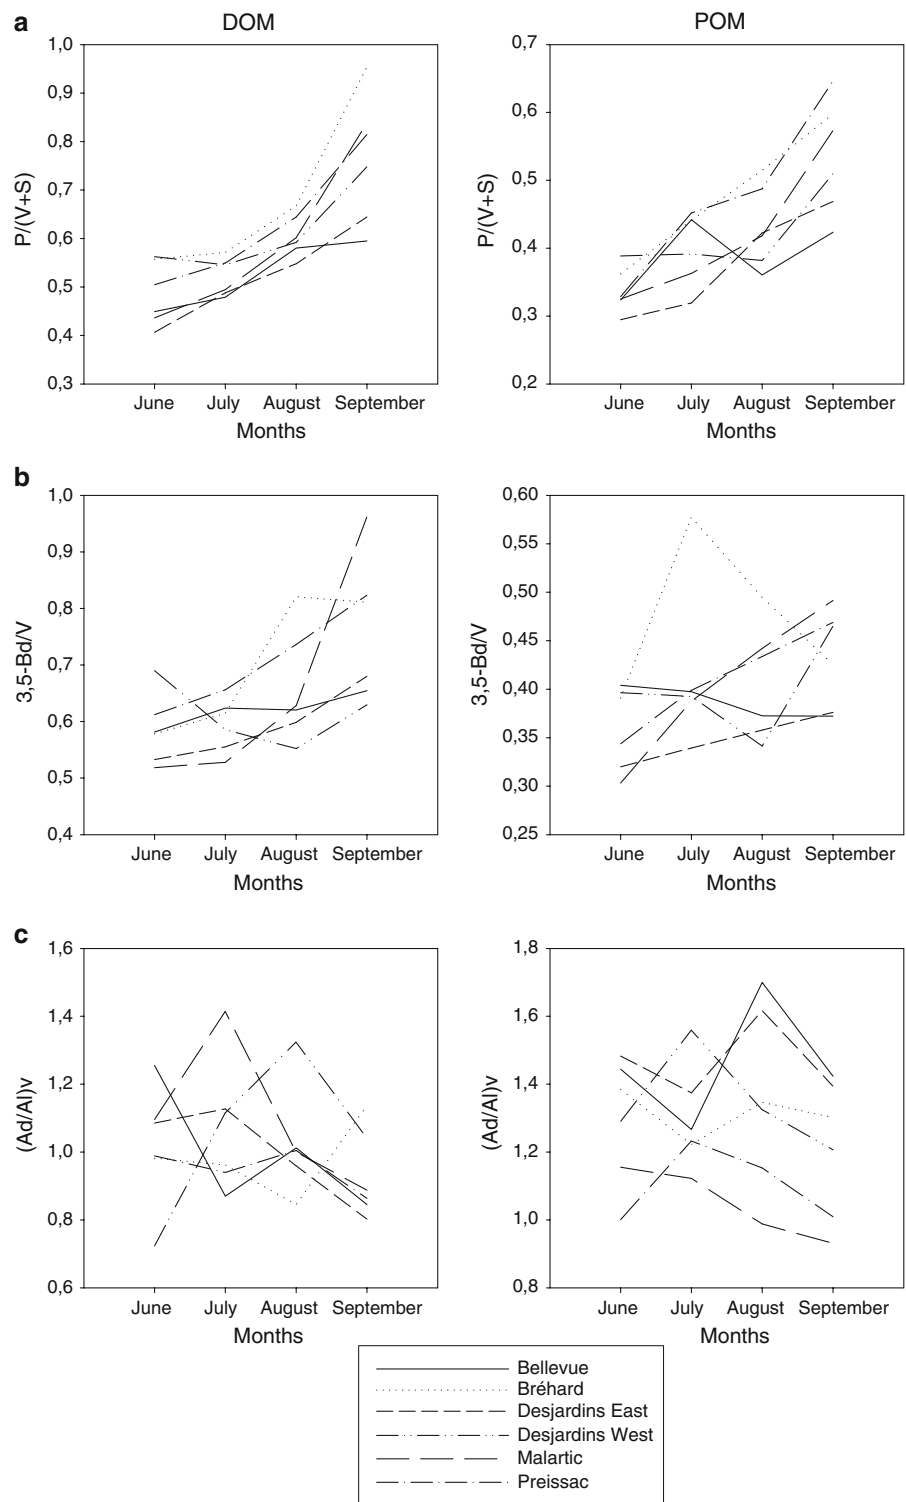 a
DOM
POM
1,0
0,9
0,8
0,7
0,6
0,5
0,4
0,3
P/(V+S)
June July August September
Months
0,7
0,6
0,5
0,4
0,3
0,2
P/(V+S)
June July August September
Months
b
1,0
0,9
0,8
0,7
0,6
0,5
0,4
3,5-Bd/V
June July August September
Months
0,60
0,55
0,50
0,45
0,40
0,35
0,30
0,25
3,5-Bd/V
June July August September
Months
c
1,6
1,4
1,2
1,0
0,8
0,6
(Ad/Al)v
June July August September
Months
1,8
1,6
1,4
1,2
1,0
0,8
(Ad/Al)v
June July August September
Months
Bellevue
Bréhard
Desjardins East
Desjardins West
Malartic
Preissac